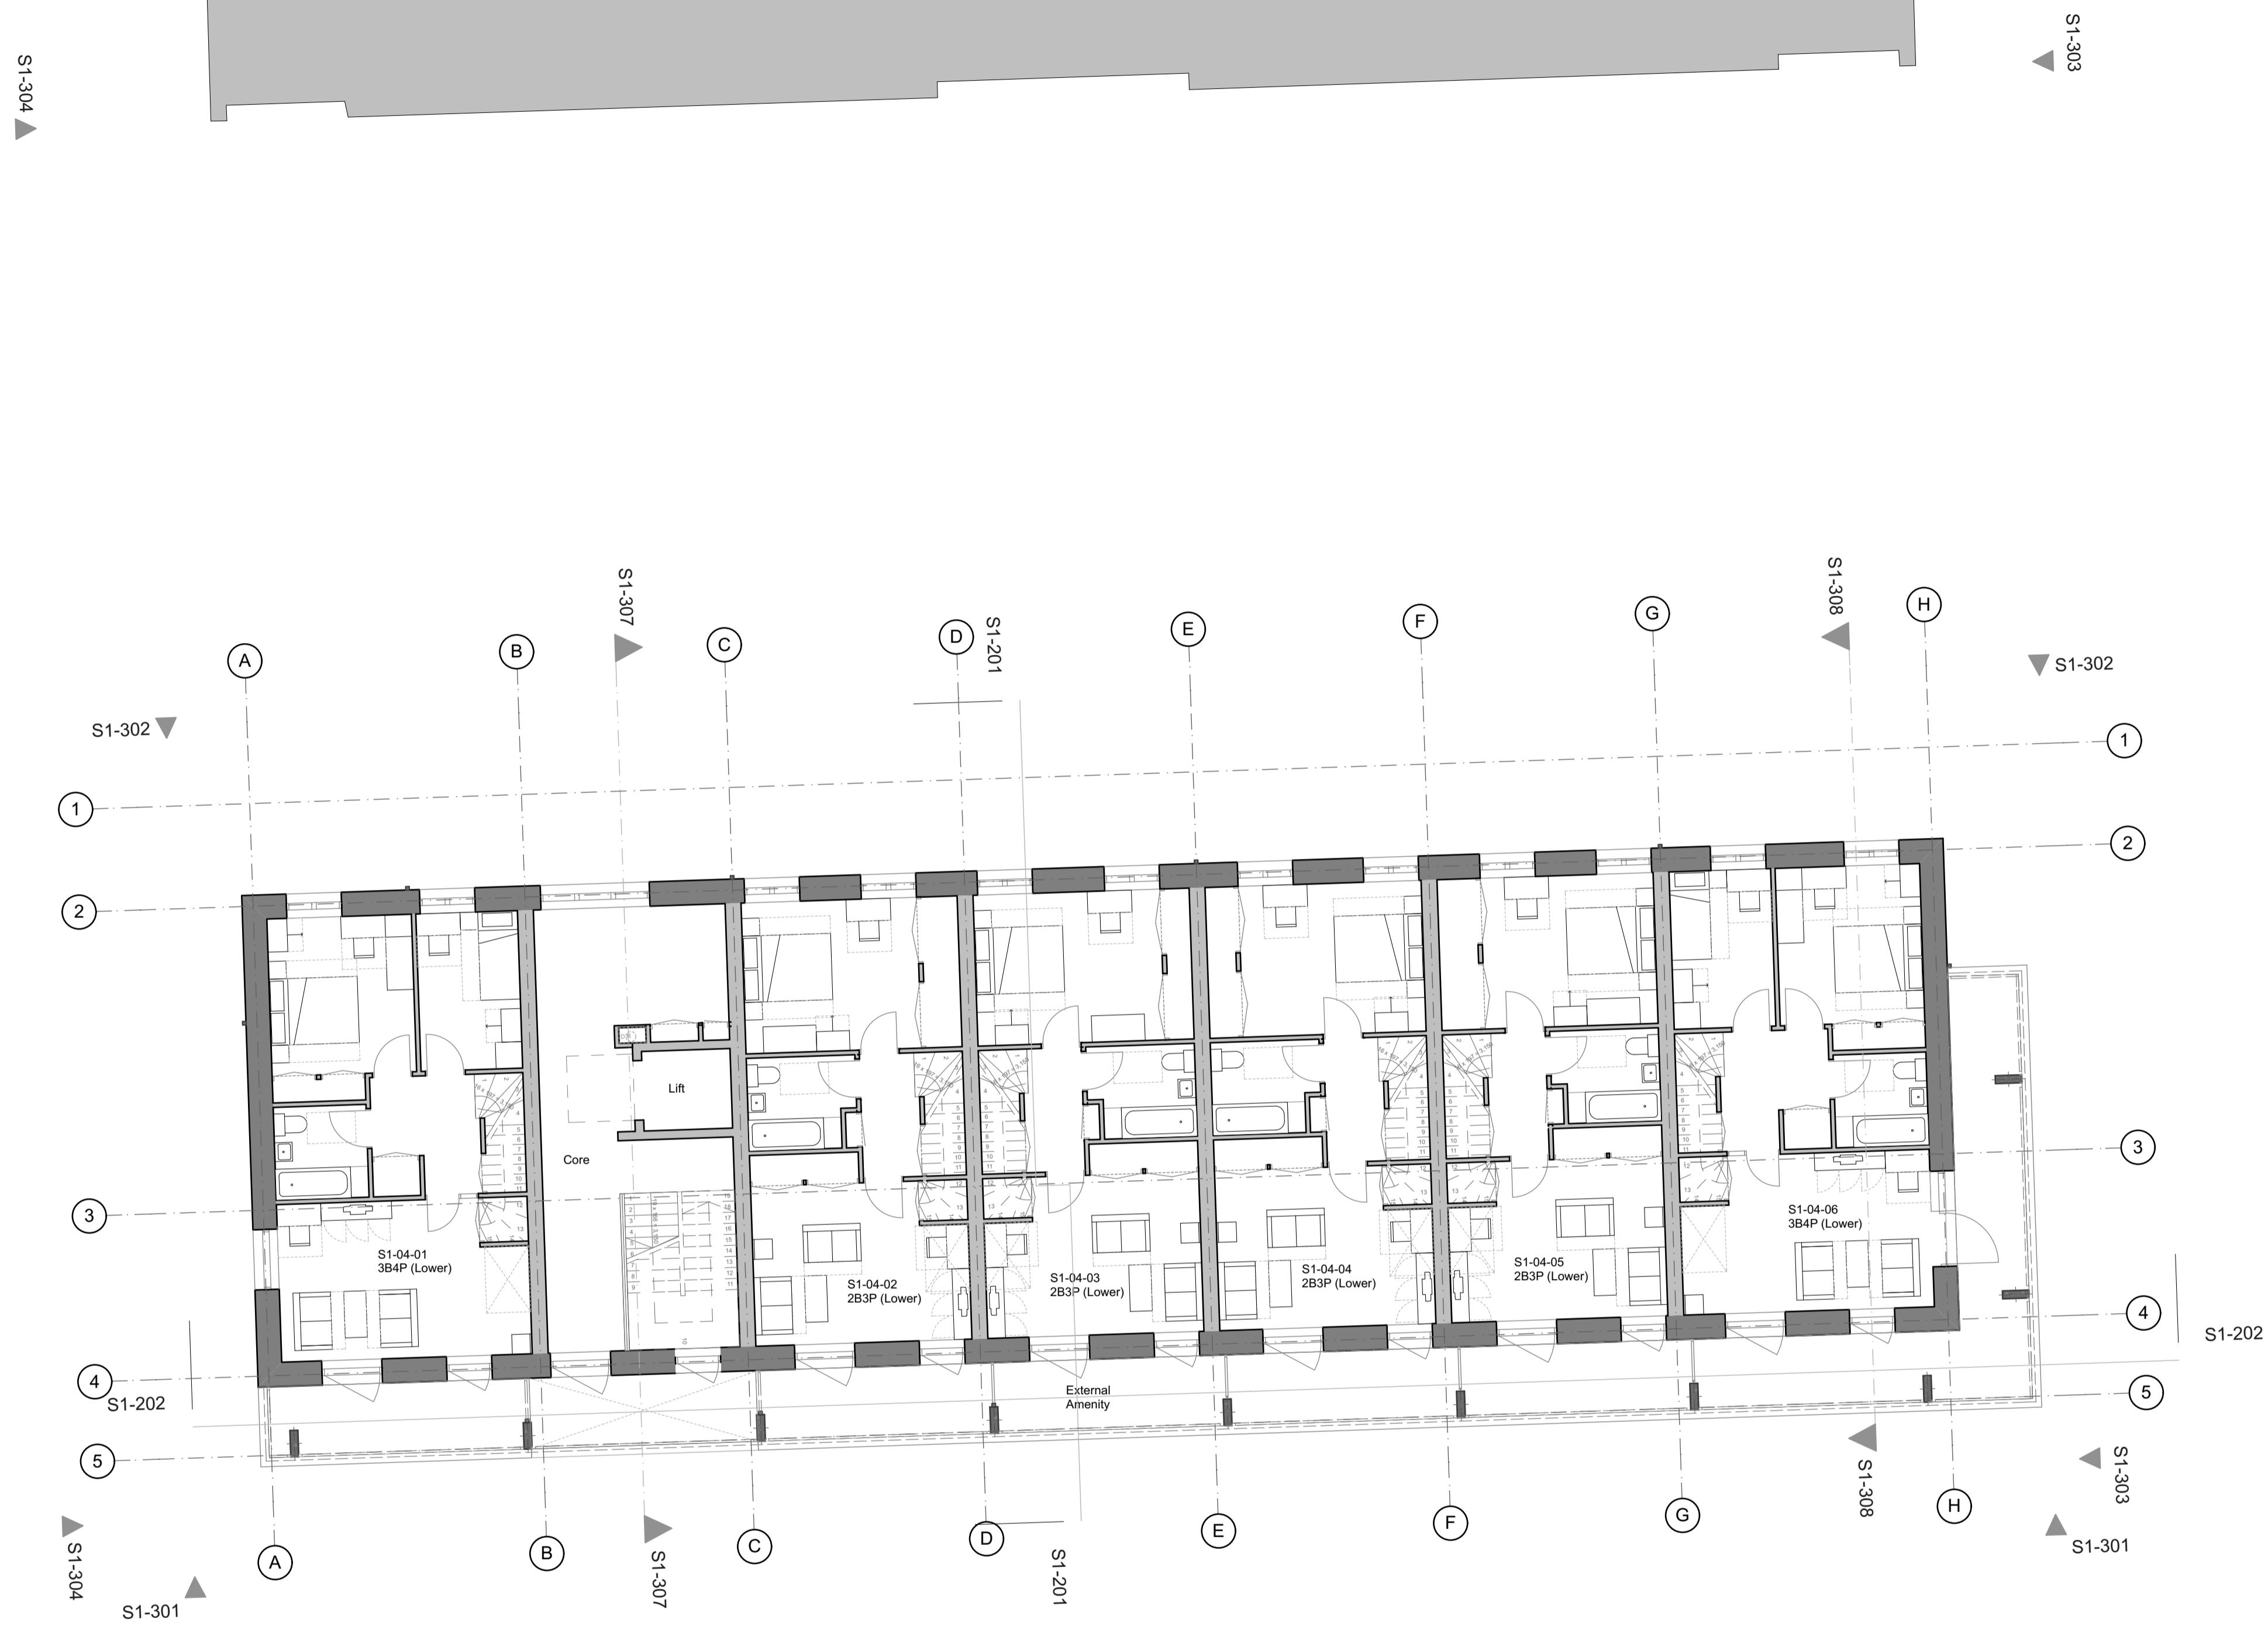 S1-304
S1-303
S1-307
S1-201
S1-308
A
B
C
D
E
F
G
H
S1-302
S1-302
1
1
2
2
Lift
Core
3
3
S1-04-01
3B4P (Lower)
S1-04-02
2B3P (Lower)
S1-04-03
2B3P (Lower)
S1-04-04
2B3P (Lower)
S1-04-05
2B3P (Lower)
S1-04-06
3B4P (Lower)
4
4
S1-202
S1-202
External
Amenity
5
5
S1-304
S1-301
A
B
S1-307
C
D
S1-201
E
F
G
S1-308
H
S1-303
S1-301